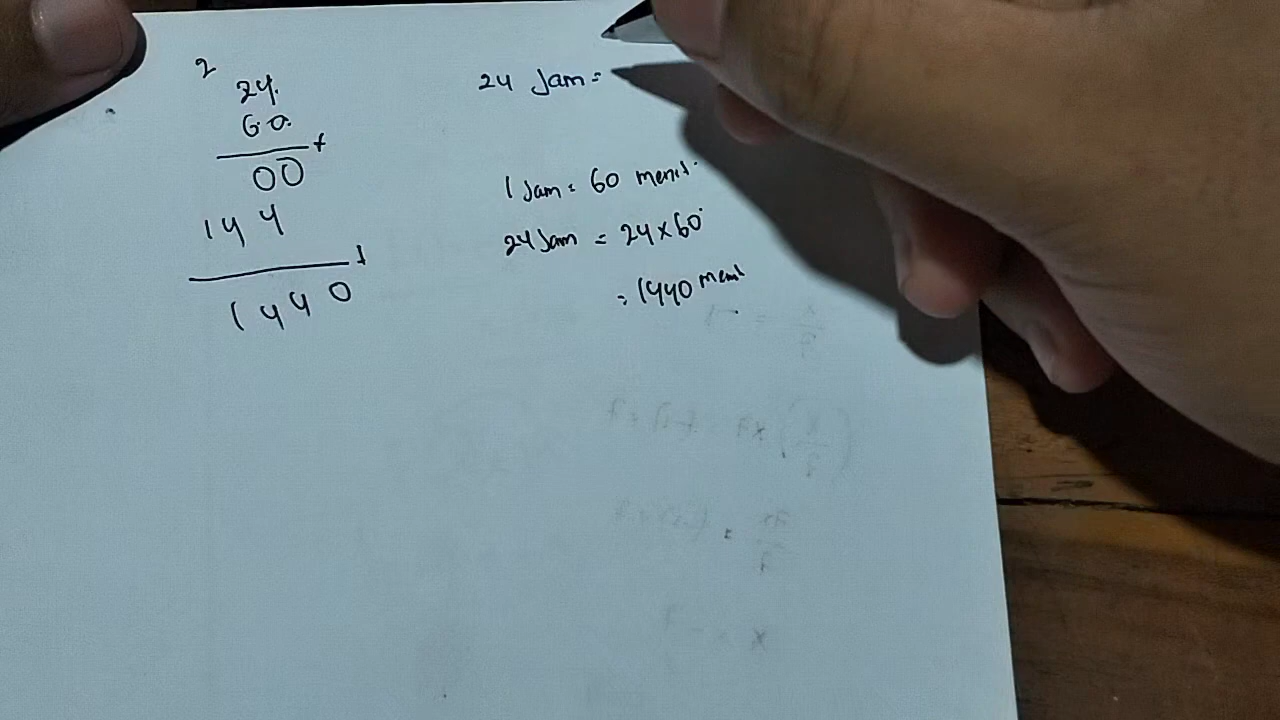 2
24.
60.
+
00
144
+
1440
24 Jam =
1 Jam = 60 menit.
24 Jam = 24 x 60
= 1440 menit